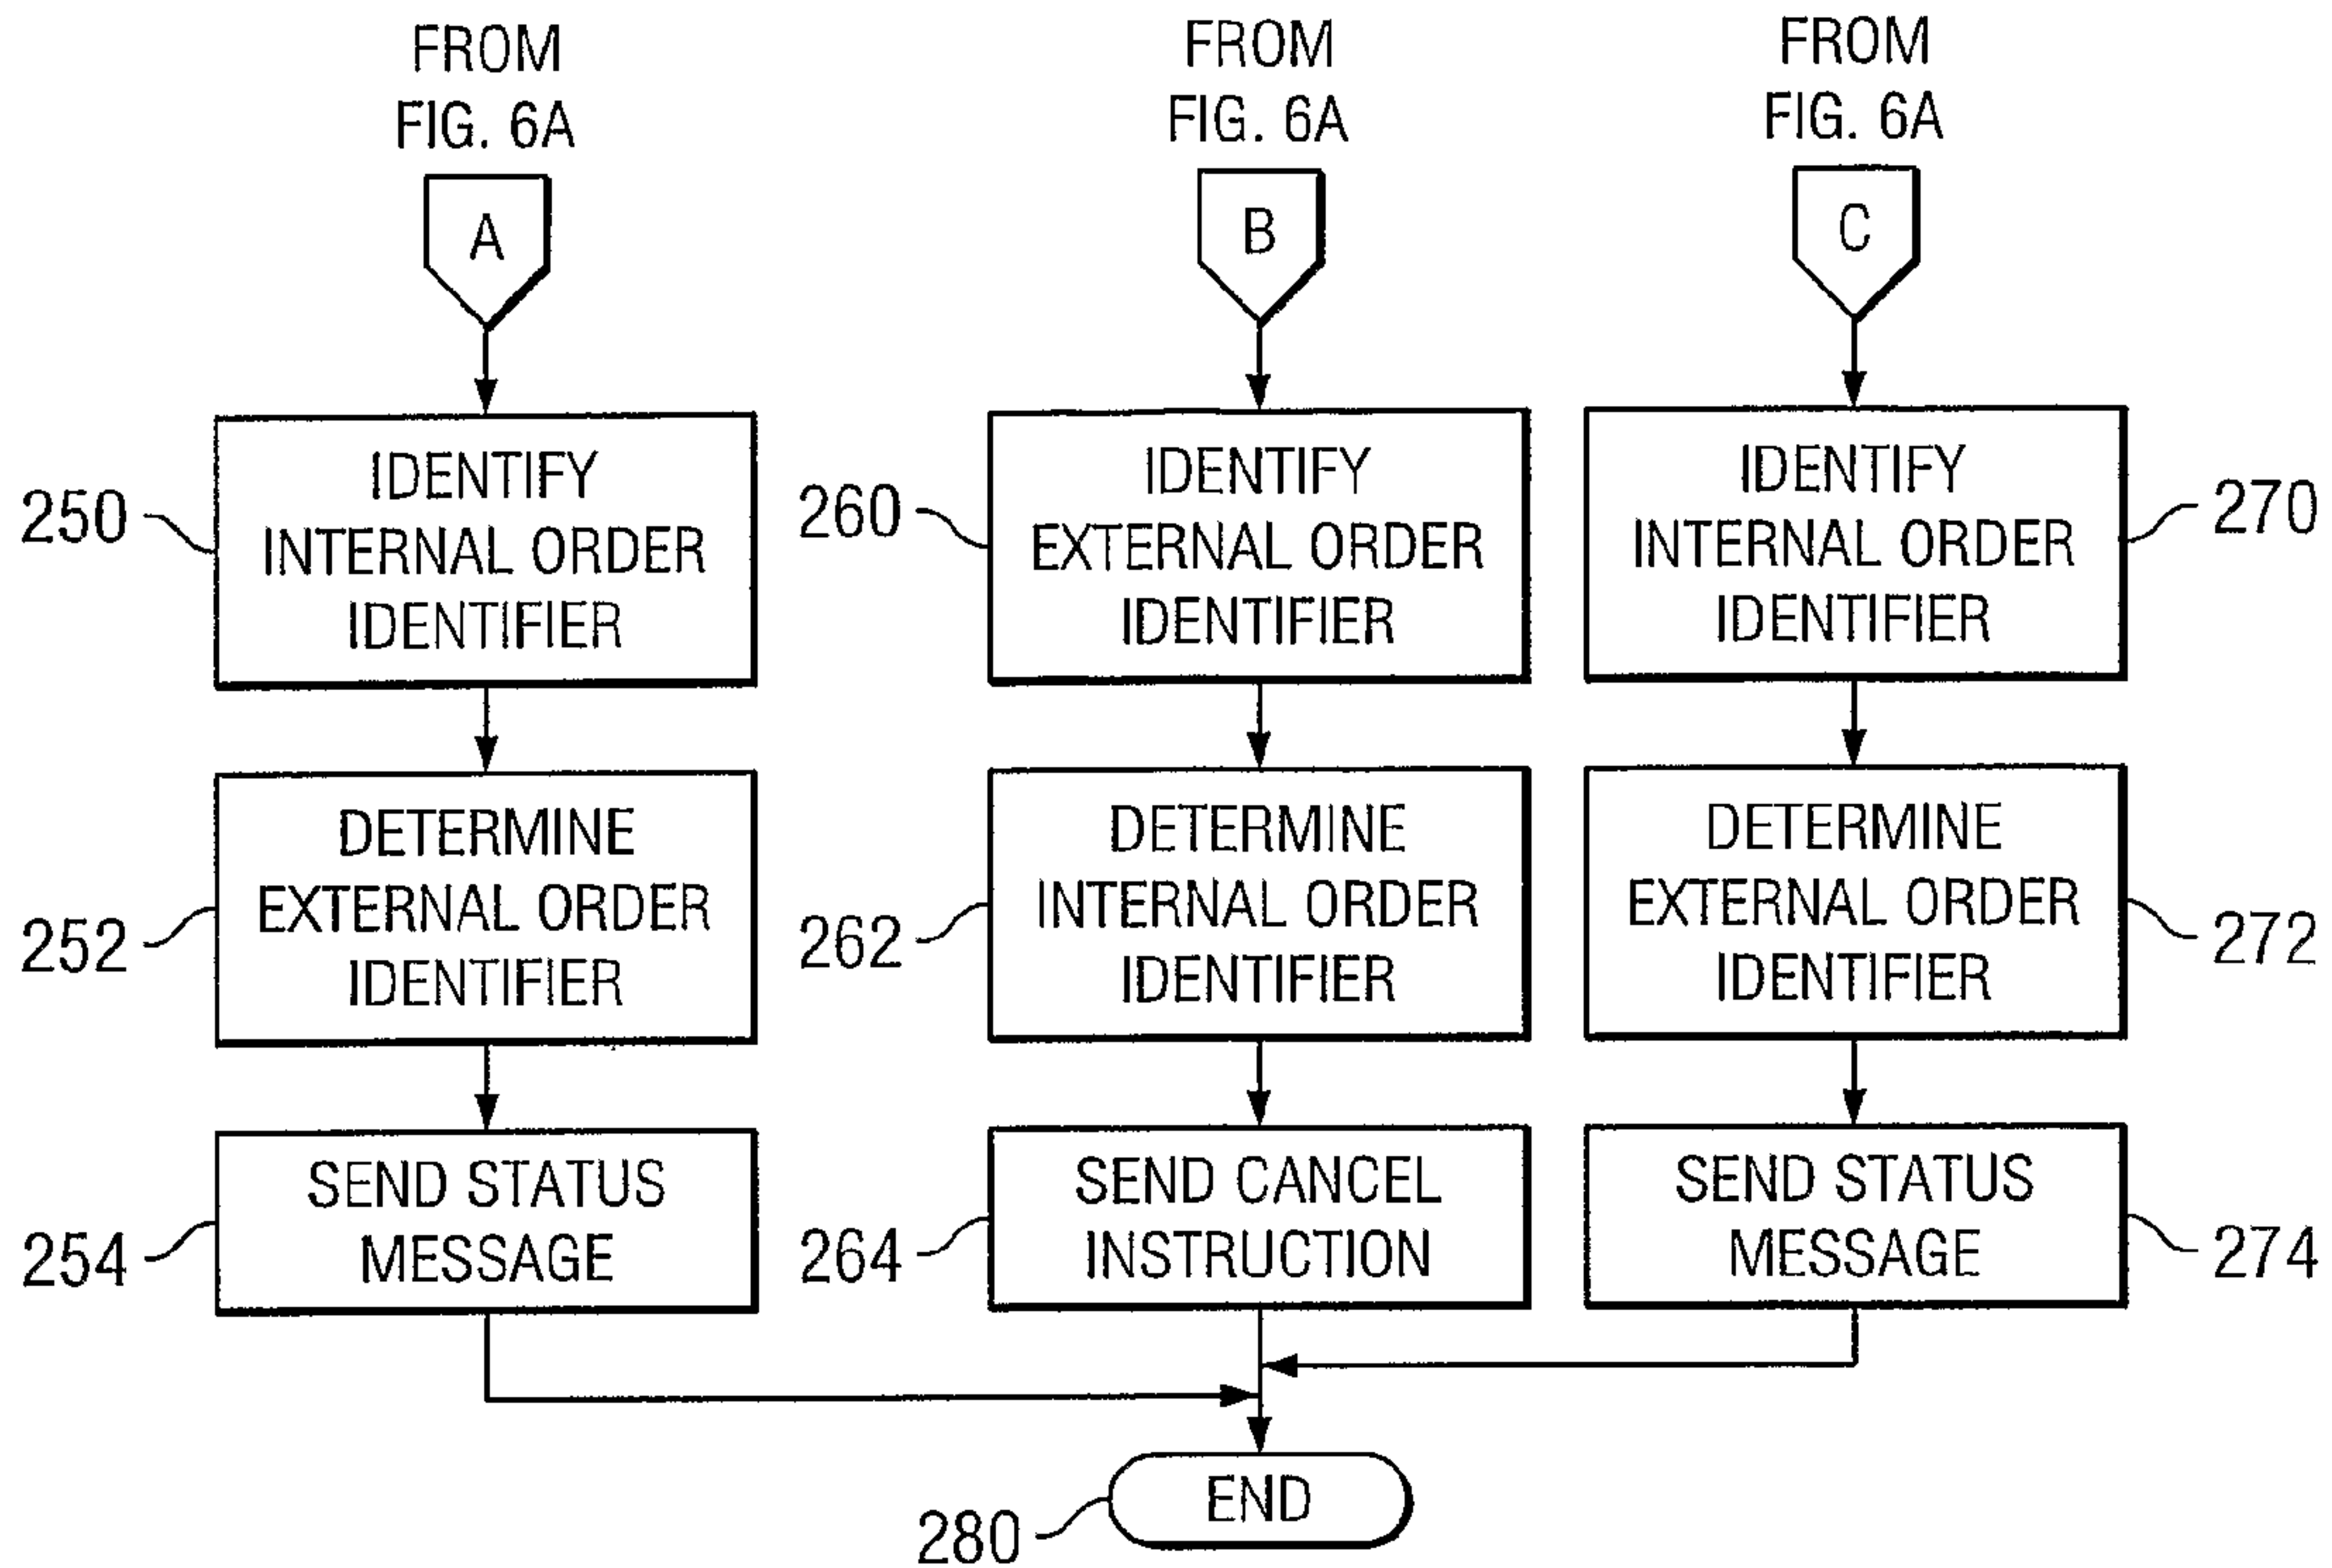 FROM
FIG. 6A
A
250
IDENTIFY
INTERNAL ORDER
IDENTIFIER
252
DETERMINE
EXTERNAL ORDER
IDENTIFIER
254
SEND STATUS
MESSAGE
FROM
FIG. 6A
B
260
IDENTIFY
EXTERNAL ORDER
IDENTIFIER
262
DETERMINE
INTERNAL ORDER
IDENTIFIER
264
SEND CANCEL
INSTRUCTION
FROM
FIG. 6A
C
IDENTIFY
INTERNAL ORDER
IDENTIFIER
270
DETERMINE
EXTERNAL ORDER
IDENTIFIER
272
SEND STATUS
MESSAGE
274
280
END